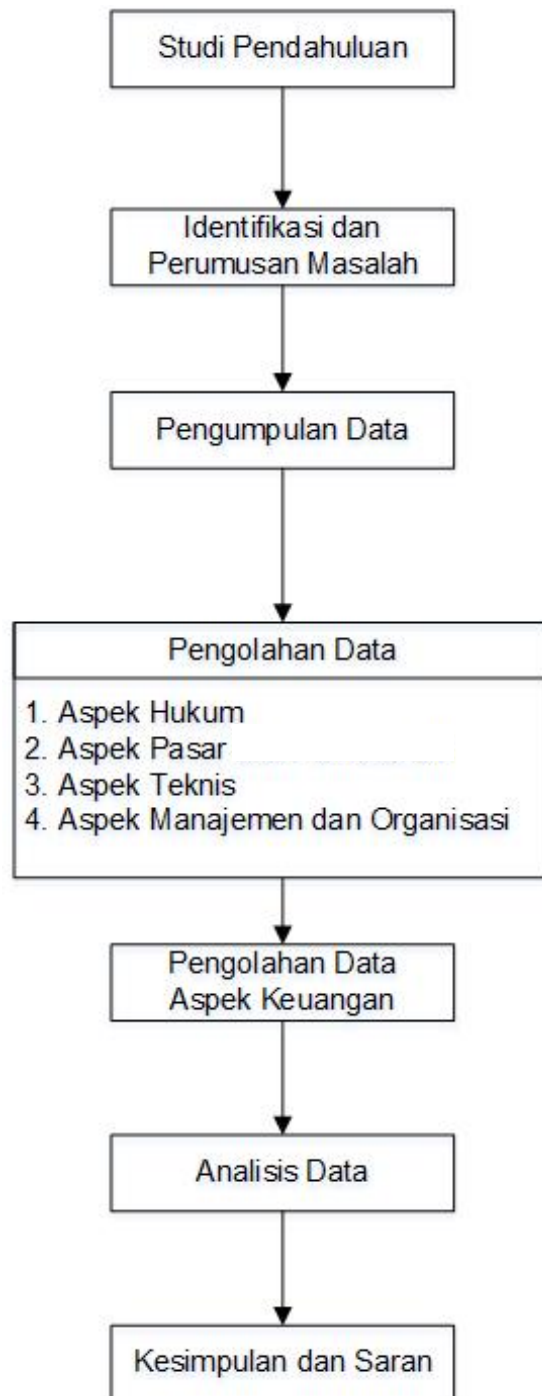 Studi Pendahuluan
Identifikasi dan
Perumusan Masalah
Pengumpulan Data
Pengolahan Data
1. Aspek Hukum
2. Aspek Pasar
3. Aspek Teknis
4. Aspek Manajemen dan Organisasi
Pengolahan Data
Aspek Keuangan
Analisis Data
Kesimpulan dan Saran